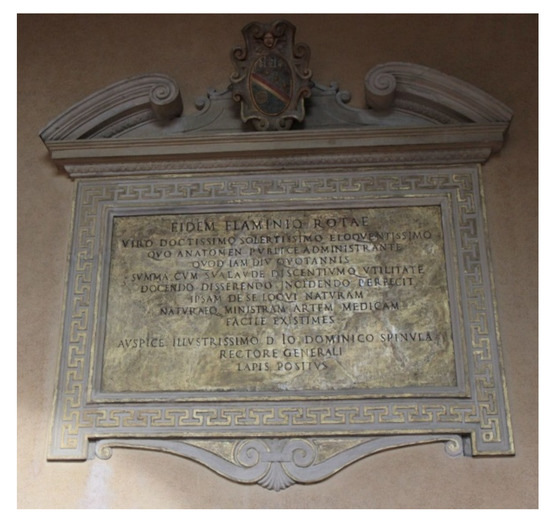 EIDEM FLAMINIO ROTAE
VIRO DOCTISSIMO SOLERTISSIMO ELOQVENTISSIMO
QVO ANATOMEN PVBLICE ADMINISTRANTE
QVOD IAM DIV QVOTANNIS
SVMMA CVM SVA LAVDE DISCENTIVMQ VTILITATE
DOCENDO DISSERENDO INCIDENDO PERFECIT
IPSAM DE SE LOQVI NATVRAM
NATVRAEQ MINISTRAM ARTEM MEDICAM
FACILE EXISTIMES
AVSPICE ILLVSTRISSIMO D IO DOMINICO SPINVLA
RECTORE GENERALI
LAPIS POSITVS